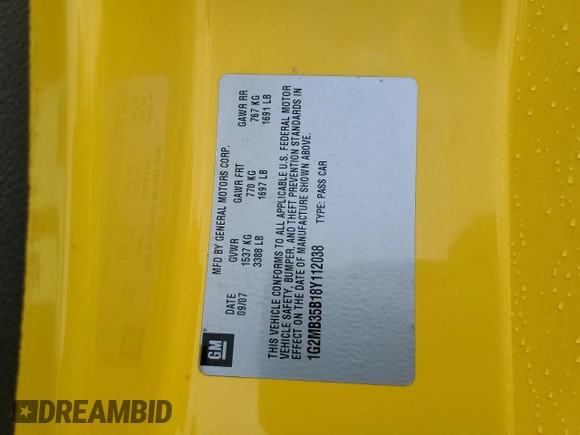 GM
MFD BY GENERAL MOTORS CORP.
DATE GVWR GAWR FRT GAWR RR
09/07 1537 KG 770 KG 767 KG
3388 LB 1697 LB 1691 LB
THIS VEHICLE CONFORMS TO ALL APPLICABLE U.S. FEDERAL MOTOR
VEHICLE SAFETY, BUMPER, AND THEFT PREVENTION STANDARDS IN
EFFECT ON THE DATE OF MANUFACTURE SHOWN ABOVE.
1G2MB35B18Y112038 TYPE: PASS CAR
DREAMBID